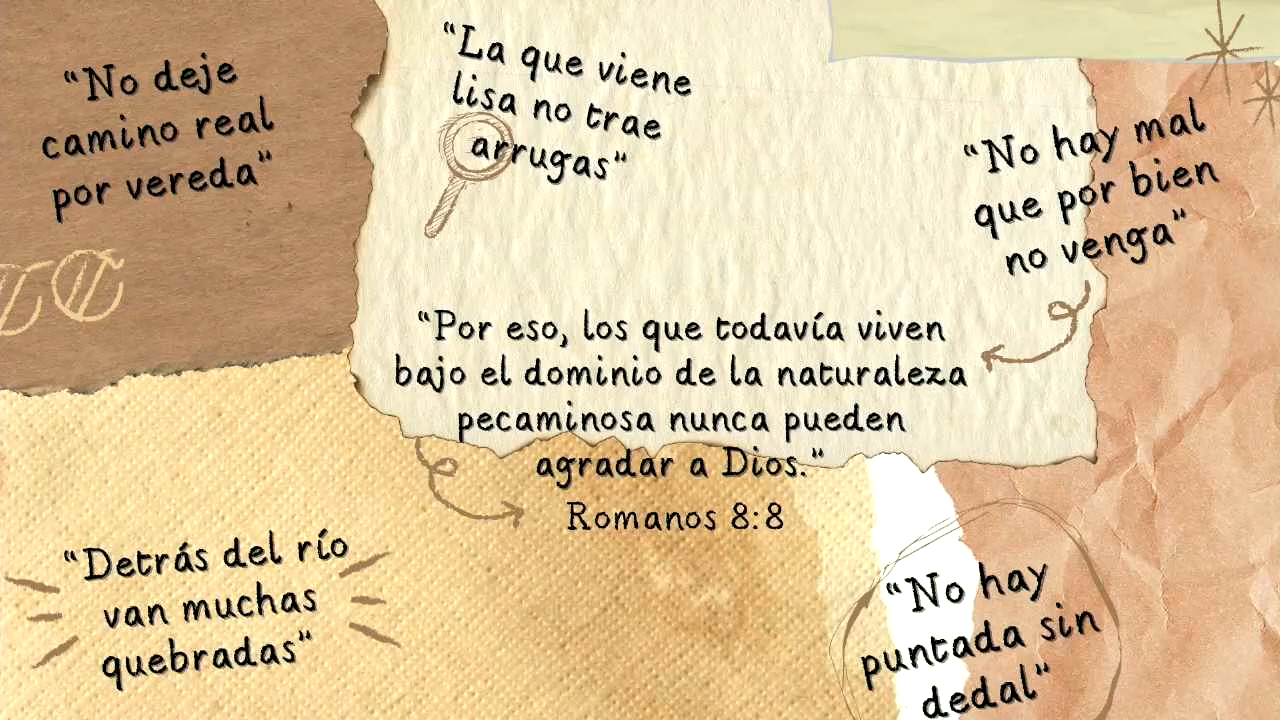 “No deje
camino real
por vereda”
“La que viene
lisa no trae
arrugas”
“No hay mal
que por bien
no venga”
“Por eso, los que todavía viven
bajo el dominio de la naturaleza
pecaminosa nunca pueden
agradar a Dios.”
Romanos 8:8
“Detrás del río
van muchas
quebradas”
“No hay
puntada sin
dedal”